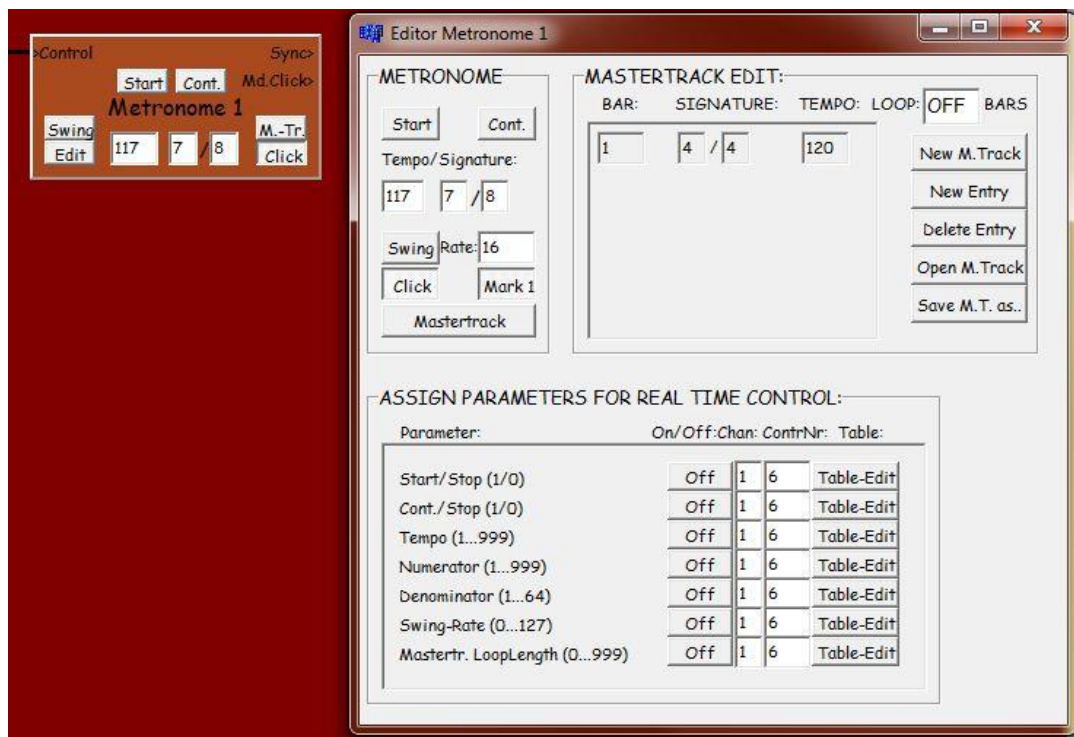 >Control Sync>
Start Cont. Md.Click>
Metronome 1
Swing M.-Tr.
Edit 117 7 / 8 Click
Editor Metronome 1
METRONOME
Start Cont.
Tempo/Signature:
117 7 / 8
Swing Rate: 16
Click Mark 1
Mastertrack
MASTERTRACK EDIT:
BAR: SIGNATURE: TEMPO: LOOP: OFF BARS
1 4 / 4 120
New M.Track
New Entry
Delete Entry
Open M.Track
Save M.T. as..
ASSIGN PARAMETERS FOR REAL TIME CONTROL:
Parameter: On/Off: Chan: ContrNr: Table:
Start/Stop (1/0) Off 1 6 Table-Edit
Cont./Stop (1/0) Off 1 6 Table-Edit
Tempo (1...999) Off 1 6 Table-Edit
Numerator (1...999) Off 1 6 Table-Edit
Denominator (1...64) Off 1 6 Table-Edit
Swing-Rate (0...127) Off 1 6 Table-Edit
Mastertr. LoopLength (0...999) Off 1 6 Table-Edit